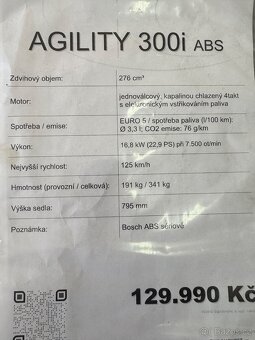 AGILITY 300i ABS
Zdvihový objem: 276 cm³
Motor: jednoválcový, kapalinou chlazený 4takt
s elektronickým vstřikováním paliva
Spotřeba / emise: EURO 5 / spotřeba paliva (l/100 km):
Ø 3,3 l; CO2 emise: 76 g/km
Výkon: 16,8 kW (22,9 PS) při 7.500 ot/min
Nejvyšší rychlost: 125 km/h
Hmotnost (provozní / celková): 191 kg / 341 kg
Výška sedla: 795 mm
Poznámka: Bosch ABS sériově
129.990 Kč